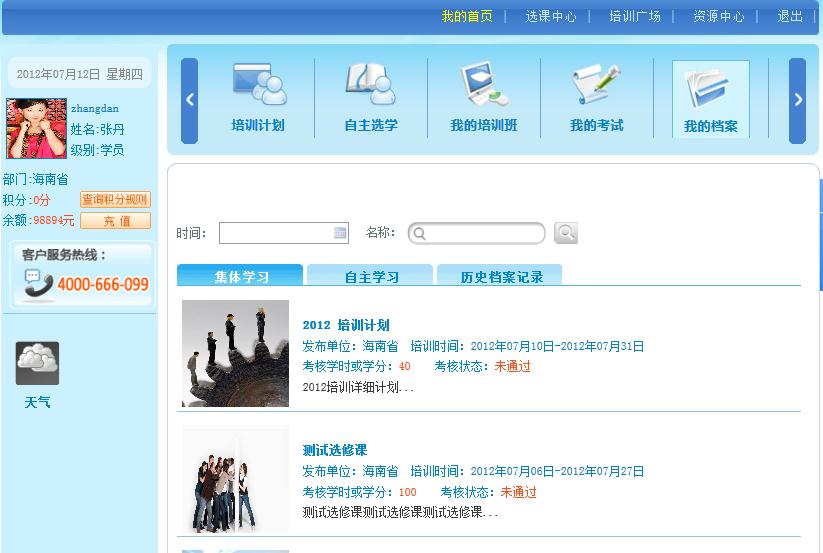 我的首页 | 选课中心 | 培训广场 | 资源中心 | 退出 |
2012年07月12日 星期四
zhangdan
姓名:张丹
级别:学员
部门:海南省
积分:0分 查询积分规则
余额:98894元 充 值
客户服务热线：
4000-666-099
天气
培训计划 自主选学 我的培训班 我的考试 我的档案
时间： 名称：
集体学习 自主学习 历史档案记录
2012 培训计划
发布单位：海南省 培训时间：2012年07月10日-2012年07月31日
考核学时或学分：40 考核状态：未通过
2012培训详细计划...
测试选修课
发布单位：海南省 培训时间：2012年07月06日-2012年07月27日
考核学时或学分：100 考核状态：未通过
测试选修课测试选修课测试选修课...